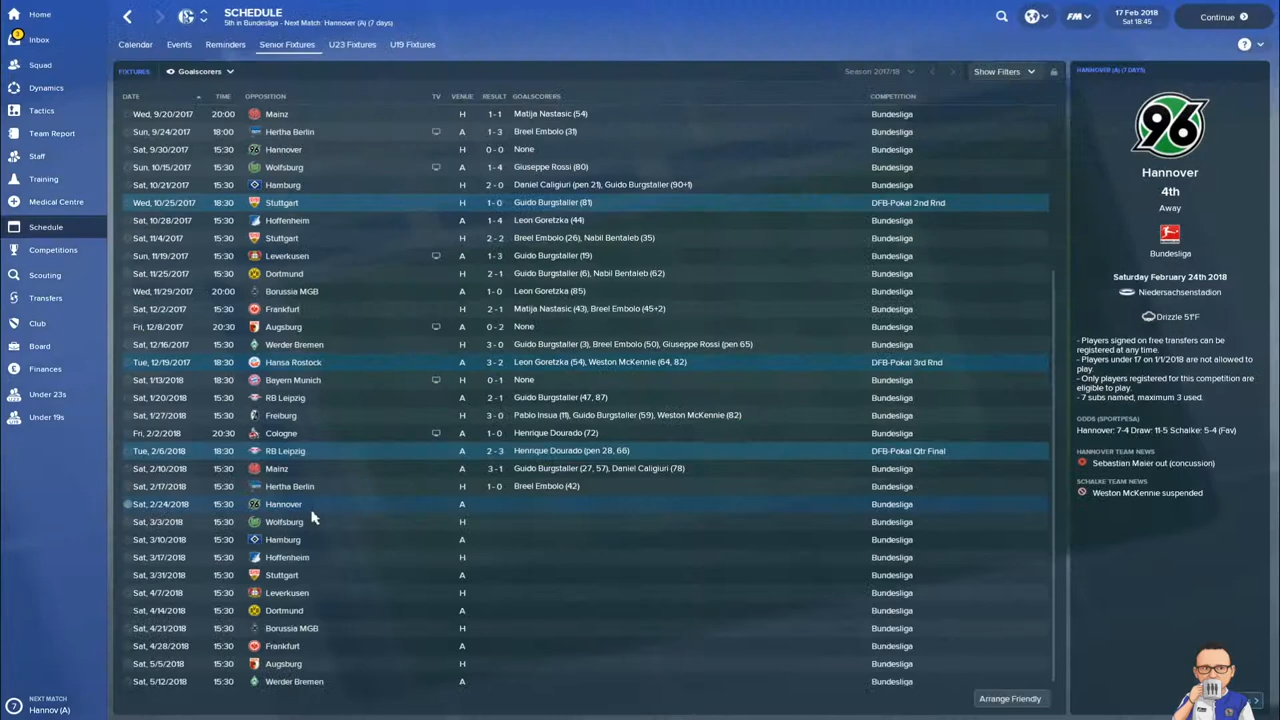 Home
3
Inbox
Squad
Dynamics
Tactics
Team Report
Staff
Training
Medical Centre
Schedule
Competitions
Scouting
Transfers
Club
Board
Finances
Under 23s
Under 19s
NEXT MATCH
Hannov (A)
SCHEDULE
5th in Bundesliga - Next Match: Hannover (A) (7 days)
FM
17 Feb 2018
Sat 18:45
Continue
Calendar Events Reminders Senior Fixtures U23 Fixtures U19 Fixtures
?
FIXTURES Goalscorers Season 2017/18 Show Filters
DATE TIME OPPOSITION TV VENUE RESULT GOALSCORERS COMPETITION
Wed, 9/20/2017 20:00 Mainz H 1-1 Matija Nastasic (54) Bundesliga
Sun, 9/24/2017 18:00 Hertha Berlin A 1-3 Breel Embolo (31) Bundesliga
Sat, 9/30/2017 15:30 Hannover H 0-0 None Bundesliga
Sun, 10/15/2017 15:30 Wolfsburg A 1-4 Giuseppe Rossi (80) Bundesliga
Sat, 10/21/2017 15:30 Hamburg H 2-0 Daniel Caligiuri (pen 21), Guido Burgstaller (90+1) Bundesliga
Wed, 10/25/2017 18:30 Stuttgart H 1-0 Guido Burgstaller (81) DFB-Pokal 2nd Rnd
Sat, 10/28/2017 15:30 Hoffenheim A 1-4 Leon Goretzka (44) Bundesliga
Sat, 11/4/2017 15:30 Stuttgart H 2-2 Breel Embolo (26), Nabil Bentaleb (35) Bundesliga
Sun, 11/19/2017 15:30 Leverkusen A 1-3 Guido Burgstaller (19) Bundesliga
Sat, 11/25/2017 15:30 Dortmund H 2-1 Guido Burgstaller (6), Nabil Bentaleb (62) Bundesliga
Wed, 11/29/2017 20:00 Borussia MGB A 1-0 Leon Goretzka (85) Bundesliga
Sat, 12/2/2017 15:30 Frankfurt H 2-1 Matija Nastasic (43), Breel Embolo (45+2) Bundesliga
Fri, 12/8/2017 20:30 Augsburg A 0-2 None Bundesliga
Sat, 12/16/2017 15:30 Werder Bremen H 3-0 Guido Burgstaller (3), Breel Embolo (50), Giuseppe Rossi (pen 65) Bundesliga
Tue, 12/19/2017 18:30 Hansa Rostock A 3-2 Leon Goretzka (54), Weston McKennie (64, 82) DFB-Pokal 3rd Rnd
Sat, 1/13/2018 18:30 Bayern Munich H 0-1 None Bundesliga
Sat, 1/20/2018 15:30 RB Leipzig A 2-1 Guido Burgstaller (47, 87) Bundesliga
Sat, 1/27/2018 15:30 Freiburg H 3-0 Pablo Insua (11), Guido Burgstaller (59), Weston McKennie (82) Bundesliga
Fri, 2/2/2018 20:30 Cologne A 1-0 Henrique Dourado (72) Bundesliga
Tue, 2/6/2018 18:30 RB Leipzig A 2-3 Henrique Dourado (pen 28, 66) DFB-Pokal Qtr Final
Sat, 2/10/2018 15:30 Mainz A 3-1 Guido Burgstaller (27, 57), Daniel Caligiuri (78) Bundesliga
Sat, 2/17/2018 15:30 Hertha Berlin H 1-0 Breel Embolo (42) Bundesliga
Sat, 2/24/2018 15:30 Hannover A Bundesliga
Sat, 3/3/2018 15:30 Wolfsburg H Bundesliga
Sat, 3/10/2018 15:30 Hamburg A Bundesliga
Sat, 3/17/2018 15:30 Hoffenheim H Bundesliga
Sat, 3/31/2018 15:30 Stuttgart A Bundesliga
Sat, 4/7/2018 15:30 Leverkusen H Bundesliga
Sat, 4/14/2018 15:30 Dortmund A Bundesliga
Sat, 4/21/2018 15:30 Borussia MGB H Bundesliga
Sat, 4/28/2018 15:30 Frankfurt A Bundesliga
Sat, 5/5/2018 15:30 Augsburg H Bundesliga
Sat, 5/12/2018 15:30 Werder Bremen A Bundesliga
Arrange Friendly
HANNOVER (A) (7 DAYS)
96
Hannover
4th
Away
Bundesliga
Saturday February 24th 2018
Niedersachsenstadion
Drizzle 51°F
- Players signed on free transfers can be
registered at any time.
- Players under 17 on 1/1/2018 are not allowed to
play.
- Only players registered for this competition are
eligible to play.
- 7 subs named, maximum 3 used.
ODDS (SPORTPESA)
Hannover: 7-4 Draw: 11-5 Schalke: 5-4 (Fav)
HANNOVER TEAM NEWS
Sebastian Maier out (concussion)
SCHALKE TEAM NEWS
Weston McKennie suspended